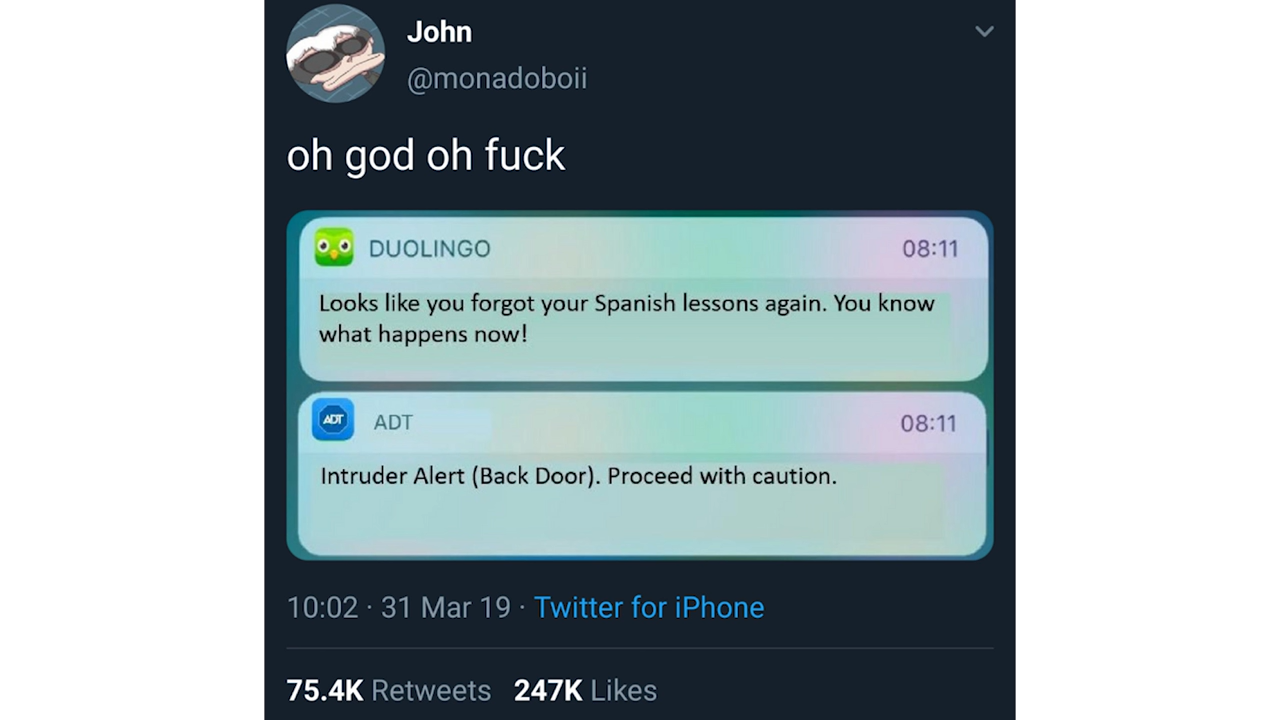 John
@monadoboii
oh god oh fuck
DUOLINGO 08:11
Looks like you forgot your Spanish lessons again. You know
what happens now!
ADT ADT 08:11
Intruder Alert (Back Door). Proceed with caution.
10:02 · 31 Mar 19 · Twitter for iPhone
75.4K Retweets 247K Likes